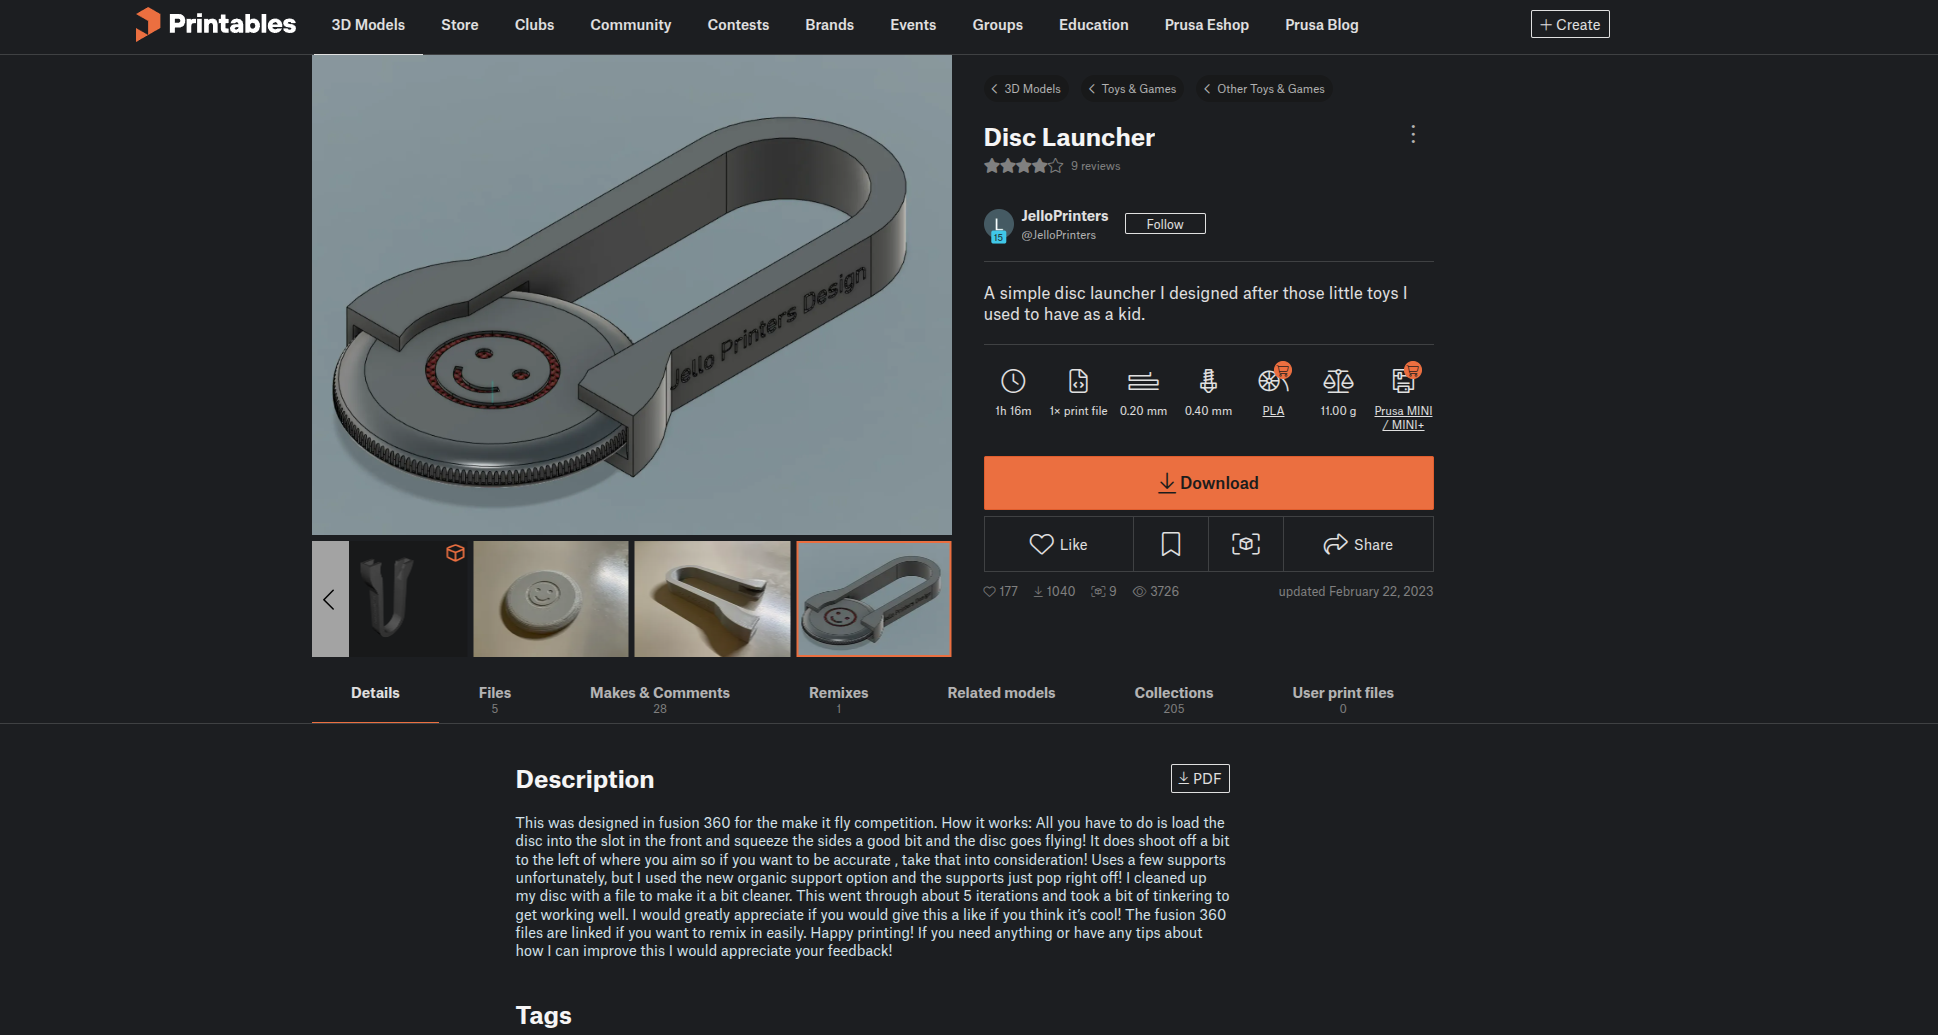 Printables
3D Models
Store
Clubs
Community
Contests
Brands
Events
Groups
Education
Prusa Eshop
Prusa Blog
+ Create
Jello Printers Design
3D Models
Toys & Games
Other Toys & Games
Disc Launcher
9 reviews
L
15
JelloPrinters
@JelloPrinters
Follow
A simple disc launcher I designed after those little toys I
used to have as a kid.
1h 16m
1× print file
0.20 mm
0.40 mm
PLA
11.00 g
Prusa MINI
/ MINI+
Download
Like
Share
177
1040
9
3726
updated February 22, 2023
Details
Files
5
Makes & Comments
28
Remixes
1
Related models
Collections
205
User print files
0
Description
PDF
This was designed in fusion 360 for the make it fly competition. How it works: All you have to do is load the
disc into the slot in the front and squeeze the sides a good bit and the disc goes flying! It does shoot off a bit
to the left of where you aim so if you want to be accurate , take that into consideration! Uses a few supports
unfortunately, but I used the new organic support option and the supports just pop right off! I cleaned up
my disc with a file to make it a bit cleaner. This went through about 5 iterations and took a bit of tinkering to
get working well. I would greatly appreciate if you would give this a like if you think it’s cool! The fusion 360
files are linked if you want to remix in easily. Happy printing! If you need anything or have any tips about
how I can improve this I would appreciate your feedback!
Tags